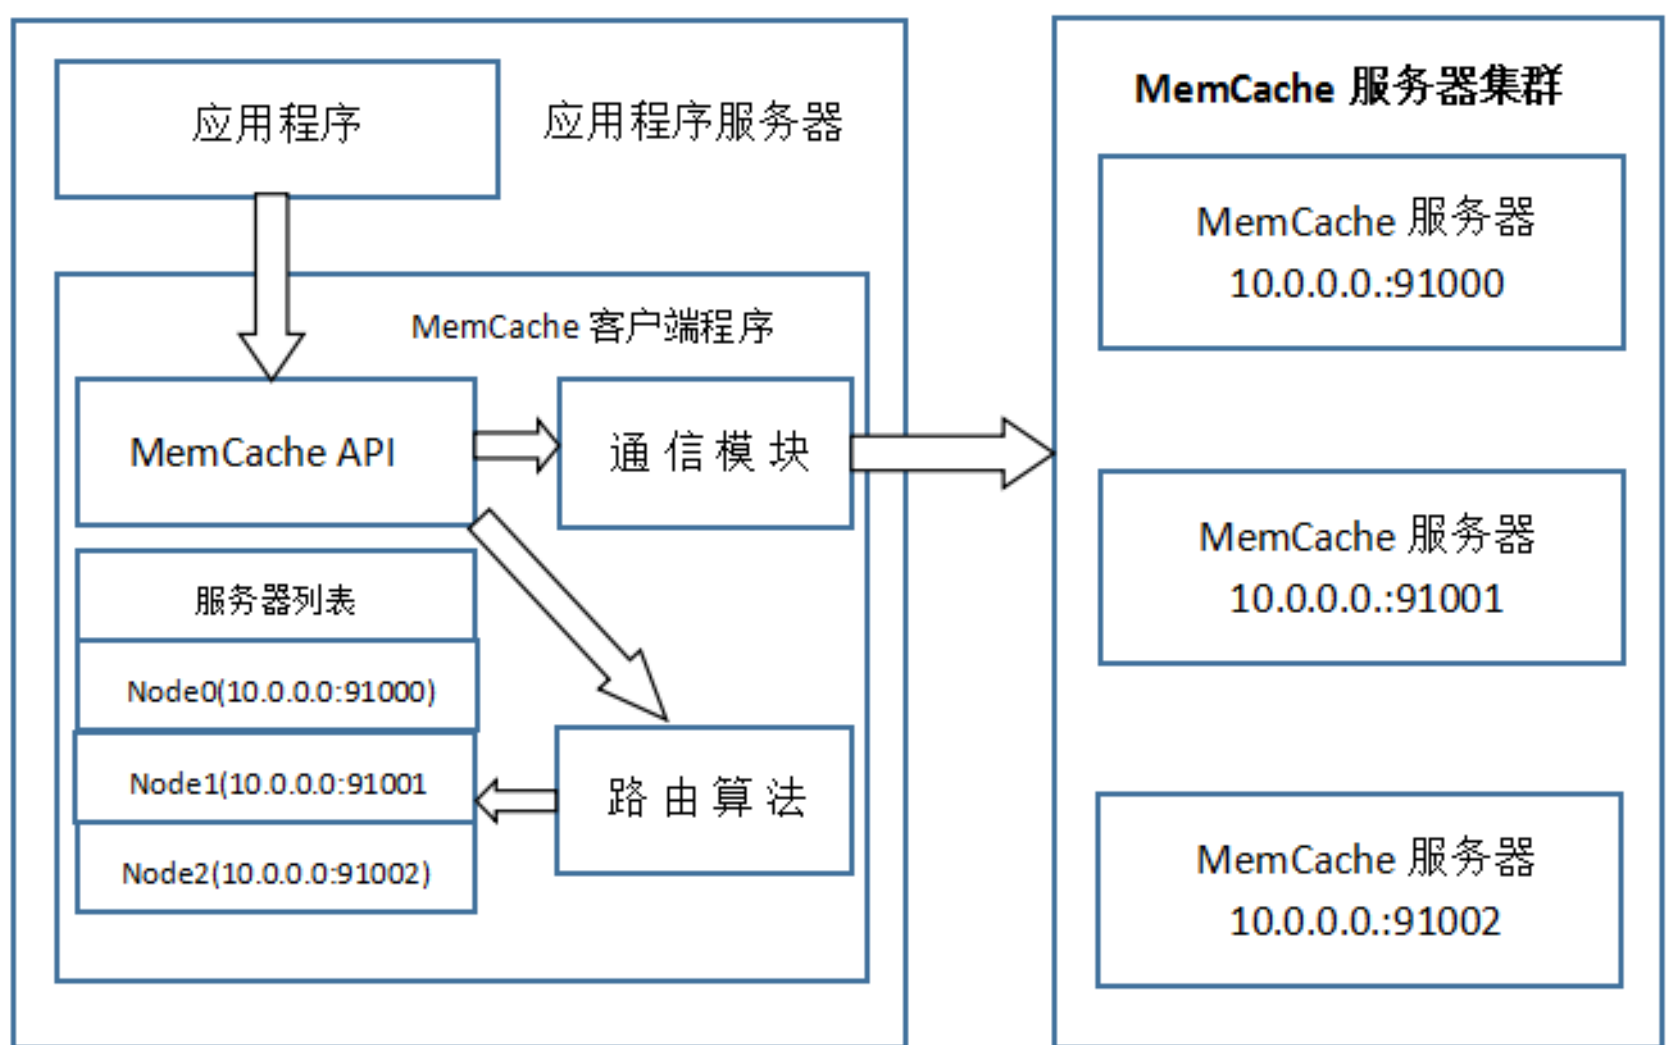 应用程序
应用程序服务器
MemCache 客户端程序
MemCache API
通信模块
服务器列表
Node0(10.0.0.0:91000)
Node1(10.0.0.0:91001
Node2(10.0.0.0:91002)
路由算法
MemCache 服务器集群
MemCache 服务器
10.0.0.0.:91000
MemCache 服务器
10.0.0.0.:91001
MemCache 服务器
10.0.0.0.:91002